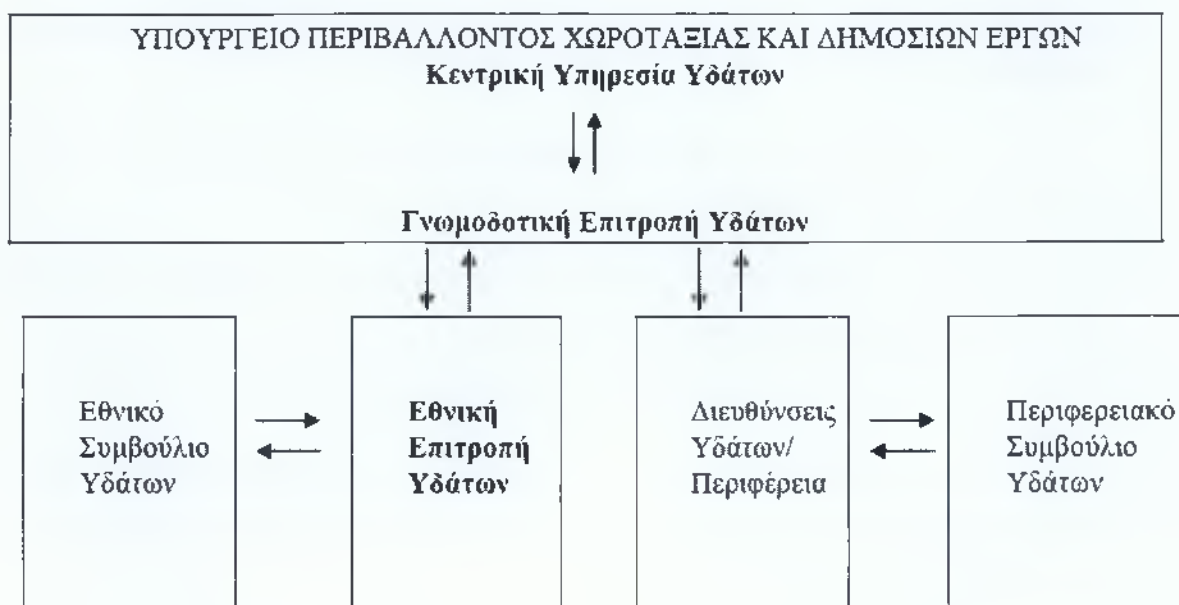 ΥΠΟΥΡΓΕΙΟ ΠΕΡΙΒΑΛΛΟΝΤΟΣ ΧΩΡΟΤΑΞΙΑΣ ΚΑΙ ΔΗΜΟΣΙΩΝ ΕΡΓΩΝ
Κεντρική Υπηρεσία Υδάτων
Γνωμοδοτική Επιτροπή Υδάτων
Εθνικό
Συμβούλιο
Υδάτων
Εθνική
Επιτροπή
Υδάτων
Διευθύνσεις
Υδάτων/
Περιφέρεια
Περιφερειακό
Συμβούλιο
Υδάτων